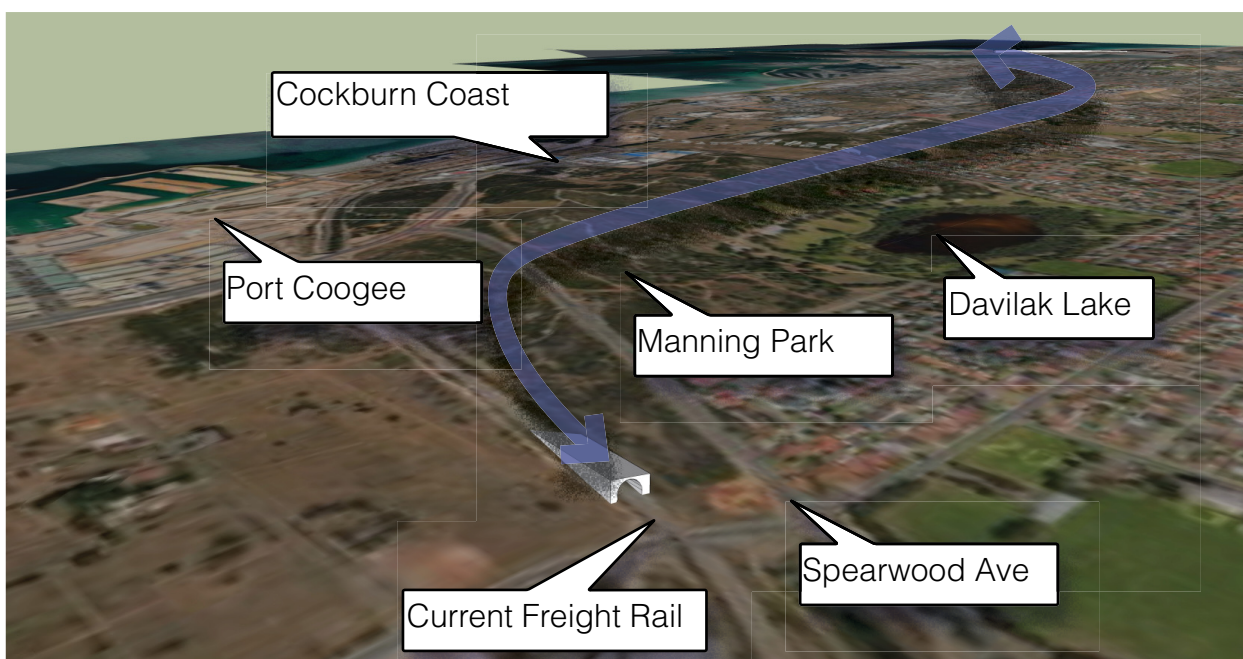 Cockburn Coast
Port Coogee
Davilak Lake
Manning Park
Spearwood Ave
Current Freight Rail